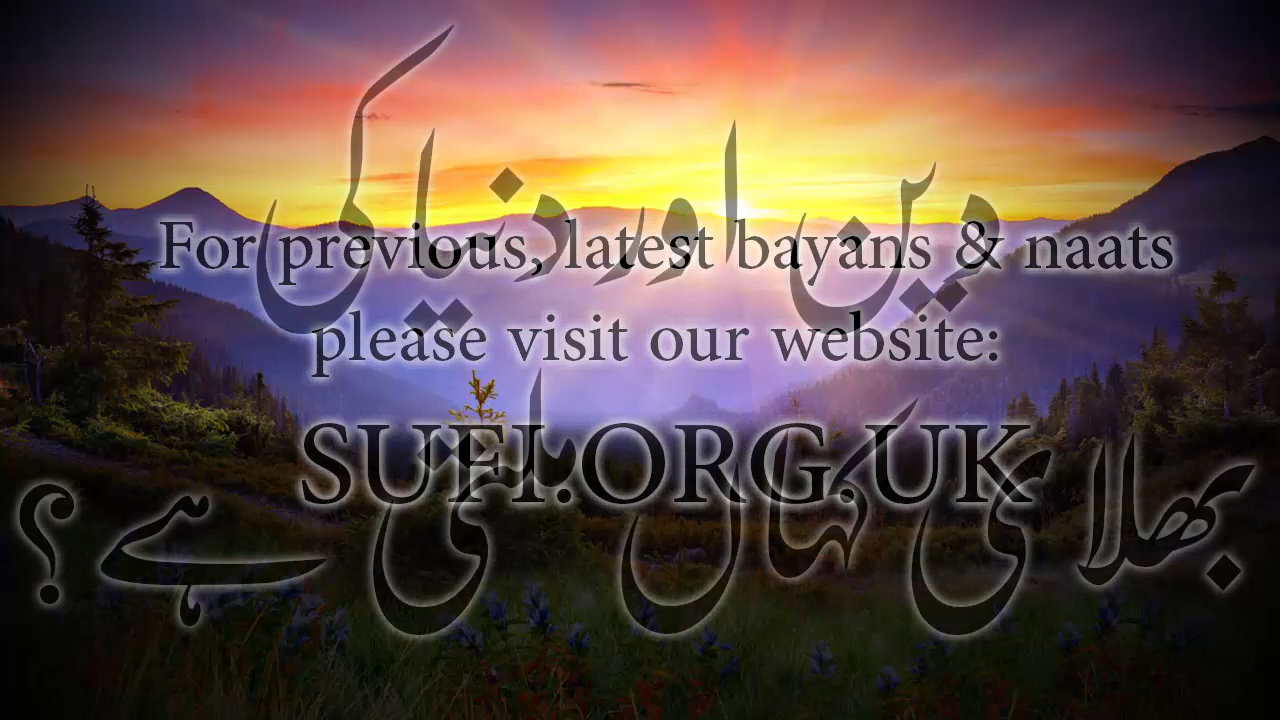 دین اور دنیا کی
For previous, latest bayans & naats
please visit our website:
SUFI.ORG.UK
بھلائی کہاں ملتی ہے؟